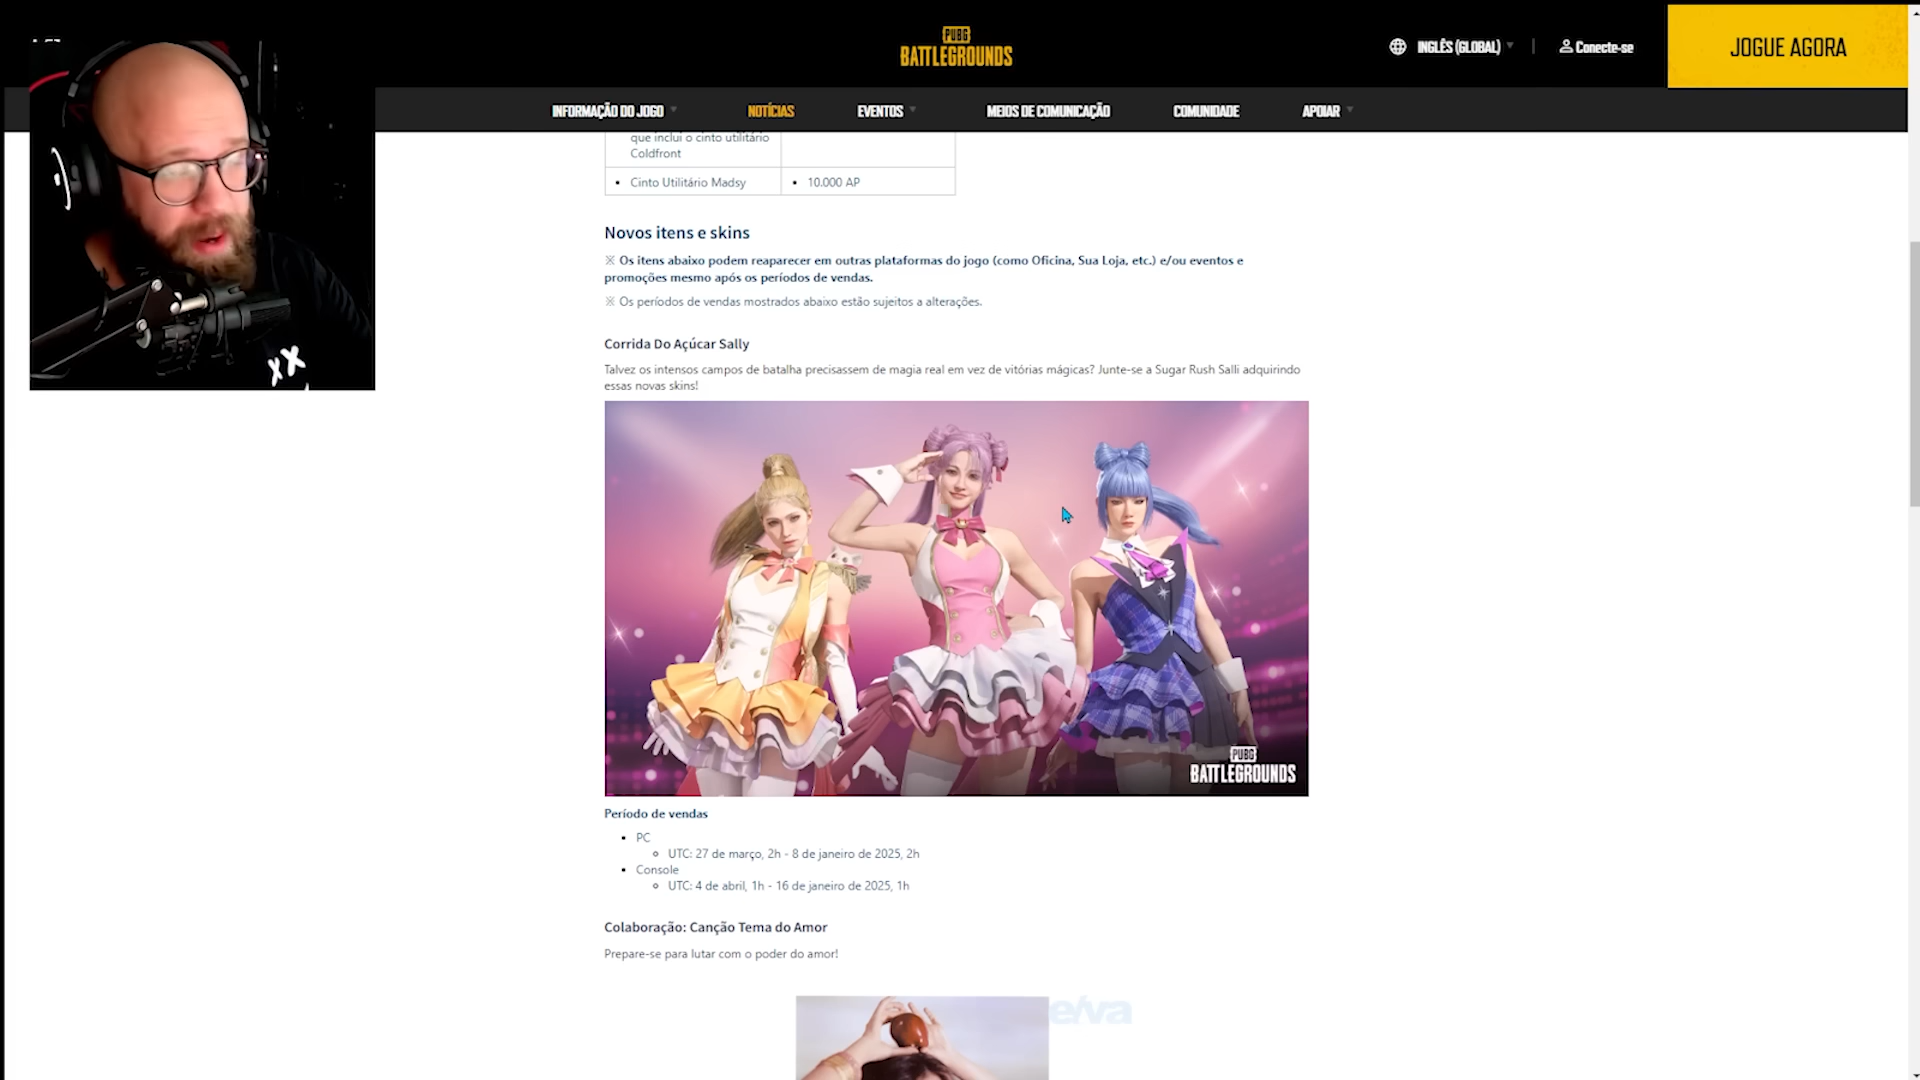 PUBG
BATTLEGROUNDS
INGLÊS (GLOBAL)
Conecte-se
JOGUE AGORA
INFORMAÇÃO DO JOGO
NOTÍCIAS
EVENTOS
MEIOS DE COMUNICAÇÃO
COMUNIDADE
APOIAR
que inclui o cinto utilitário
Coldfront
• Cinto Utilitário Madsy
• 10.000 AP
Novos itens e skins
※ Os itens abaixo podem reaparecer em outras plataformas do jogo (como Oficina, Sua Loja, etc.) e/ou eventos e
promoções mesmo após os períodos de vendas.
※ Os períodos de vendas mostrados abaixo estão sujeitos a alterações.
Corrida Do Açúcar Sally
Talvez os intensos campos de batalha precisassem de magia real em vez de vitórias mágicas? Junte-se a Sugar Rush Salli adquirindo
essas novas skins!
PUBG
BATTLEGROUNDS
Período de vendas
• PC
UTC: 27 de março, 2h - 8 de janeiro de 2025, 2h
• Console
UTC: 4 de abril, 1h - 16 de janeiro de 2025, 1h
Colaboração: Canção Tema do Amor
Prepare-se para lutar com o poder do amor!
XX